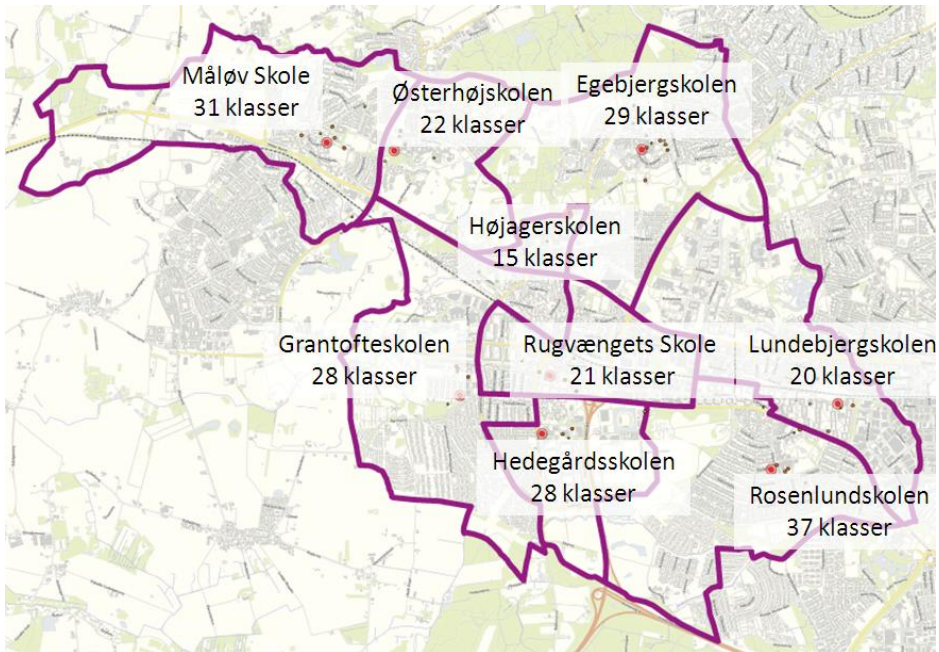 Måløv Skole
31 klasser
Østerhøjskolen
22 klasser
Egebjergskolen
29 klasser
Højagerskolen
15 klasser
Grantofteskolen
28 klasser
Rugvængets Skole
21 klasser
Lundebjergskolen
20 klasser
Hedegårdsskolen
28 klasser
Rosenlundskolen
37 klasser